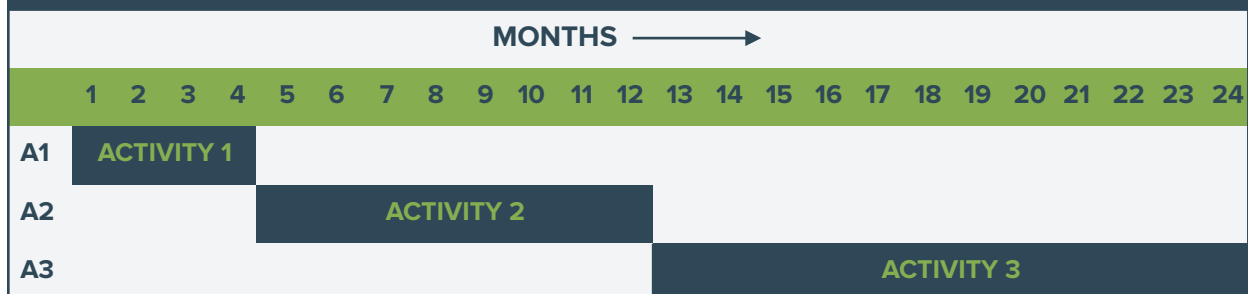 MONTHS
1 2 3 4 5 6 7 8 9 10 11 12 13 14 15 16 17 18 19 20 21 22 23 24
A1 ACTIVITY 1
A2 ACTIVITY 2
A3 ACTIVITY 3